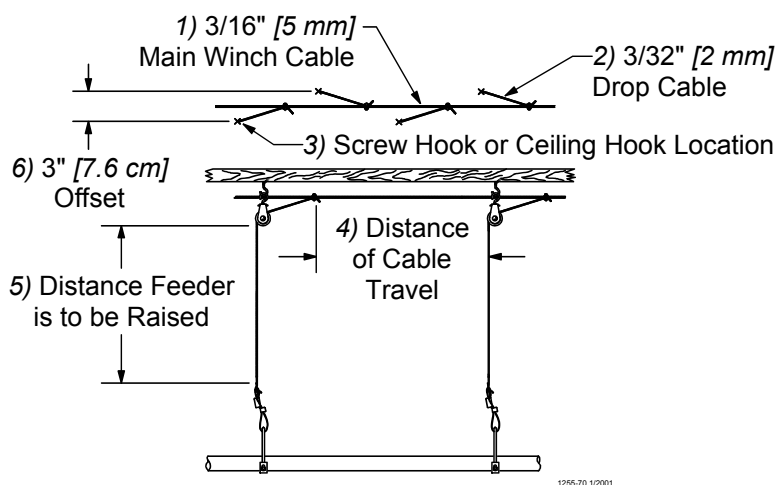 1) 3/16" [5 mm]
Main Winch Cable
2) 3/32" [2 mm]
Drop Cable
3) Screw Hook or Ceiling Hook Location
6) 3" [7.6 cm]
Offset
4) Distance
of Cable
Travel
5) Distance Feeder
is to be Raised
1255-70 1/2001